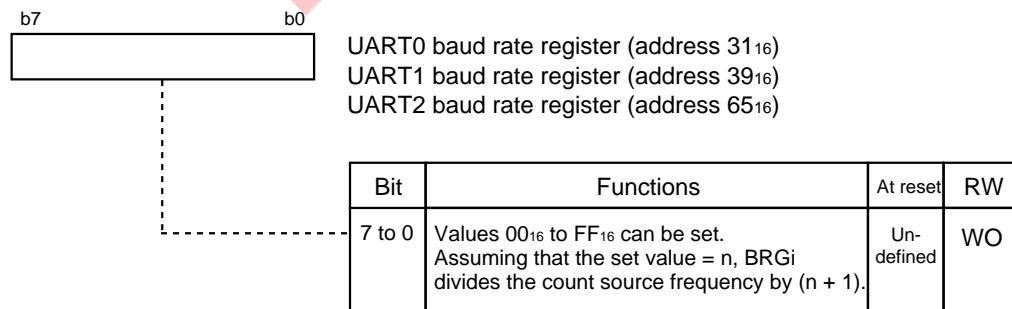 b7 b0
UART0 baud rate register (address 31₁₆)
UART1 baud rate register (address 39₁₆)
UART2 baud rate register (address 65₁₆)
Bit Functions At reset RW
7 to 0 Values 00₁₆ to FF₁₆ can be set. Un- WO
Assuming that the set value = n, BRGi defined
divides the count source frequency by (n + 1).